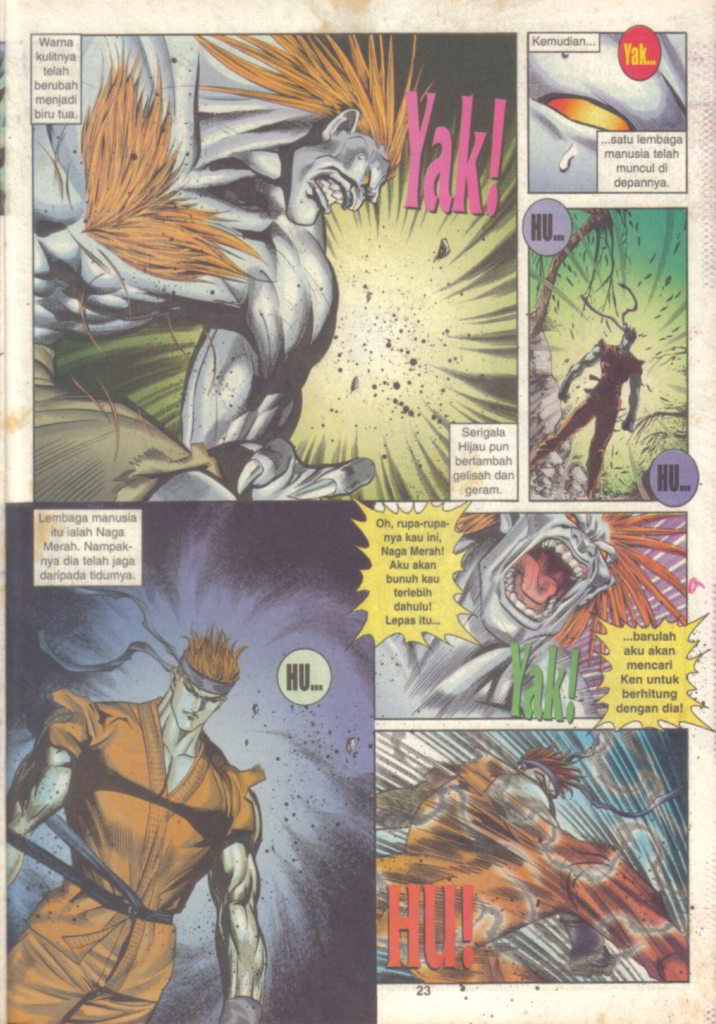 Warna
kulitnya
telah
berubah
menjadi
biru tua.
Yak!
Serigala
Hijau pun
bertambah
gelisah dan
geram.
Kemudian...
Yak...
...satu lembaga
manusia telah
muncul di
depannya.
HU...
HU...
Lembaga manusia
itu ialah Naga
Merah. Nampak-
nya dia telah jaga
daripada tidurnya.
HU...
Oh, rupa-rupa-
nya kau ini,
Naga Merah!
Aku akan
bunuh kau
terlebih
dahulu!
Lepas itu...
Yak!
...barulah
aku akan
mencari
Ken untuk
berhitung
dengan dia!
HU!
23